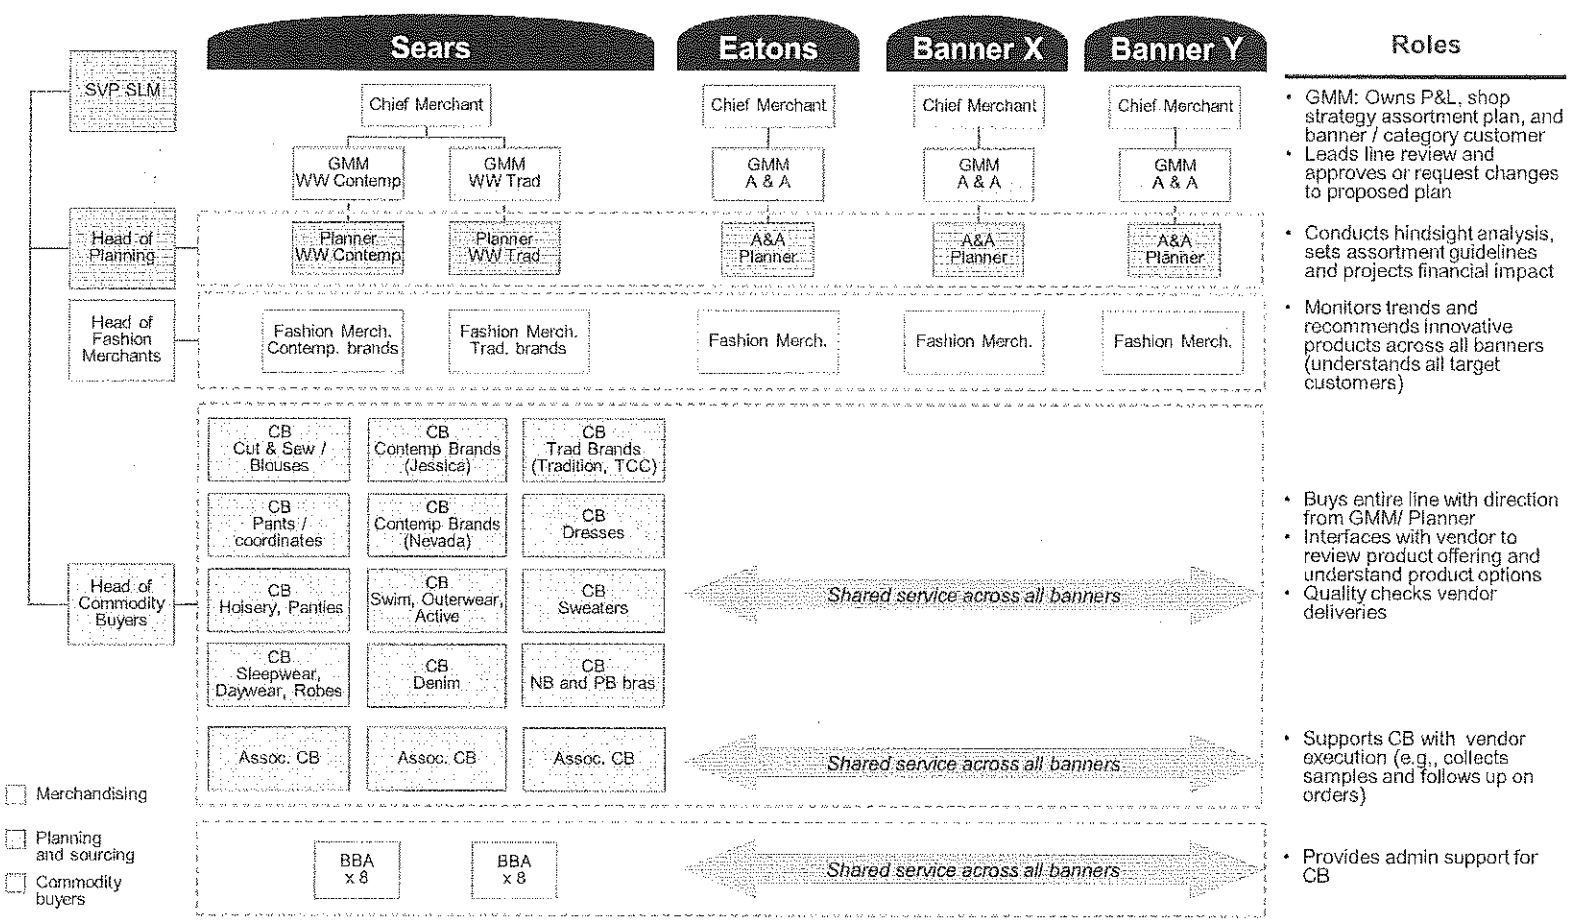 Sears
Eatons
Banner X
Banner Y
Roles
SVP SLM
Chief Merchant
Chief Merchant
Chief Merchant
Chief Merchant
GMM
WW Contemp
GMM
WW Trad
GMM
A & A
GMM
A & A
GMM
A & A
• GMM: Owns P&L, shop
strategy assortment plan, and
banner / category customer
• Leads line review and
approves or request changes
to proposed plan
Head of
Planning
Planner
WW Contemp
Planner
WW Trad
A&A
Planner
A&A
Planner
A&A
Planner
• Conducts hindsight analysis,
sets assortment guidelines
and projects financial impact
Head of
Fashion
Merchants
Fashion Merch.
Contemp. brands
Fashion Merch.
Trad. brands
Fashion Merch.
Fashion Merch.
Fashion Merch.
• Monitors trends and
recommends innovative
products across all banners
(understands all target
customers)
CB
Cut & Sew /
Blouses
CB
Contemp Brands
(Jessica)
CB
Trad Brands
(Tradition, TCC)
CB
Pants /
coordinates
CB
Contemp Brands
(Nevada)
CB
Dresses
Head of
Commodity
Buyers
CB
Hoisery, Panties
CB
Swim, Outerwear,
Active
CB
Sweaters
Shared service across all banners
• Buys entire line with direction
from GMM/ Planner
• Interfaces with vendor to
review product offering and
understand product options
• Quality checks vendor
deliveries
CB
Sleepwear,
Daywear, Robes
CB
Denim
CB
NB and PB bras
Assoc. CB
Assoc. CB
Assoc. CB
Shared service across all banners
• Supports CB with vendor
execution (e.g., collects
samples and follows up on
orders)
Merchandising
Planning
and sourcing
Commodity
buyers
BBA
x 8
BBA
x 8
Shared service across all banners
• Provides admin support for
CB